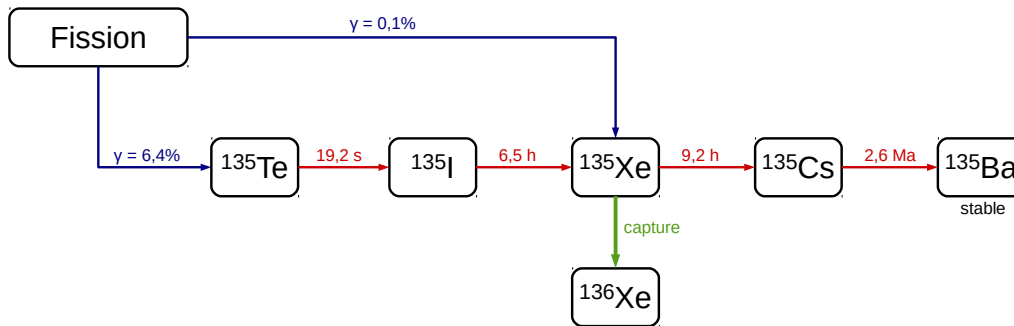 Fission
γ = 0,1%
γ = 6,4%
¹³⁵Te
19,2 s
¹³⁵I
6,5 h
¹³⁵Xe
9,2 h
¹³⁵Cs
2,6 Ma
¹³⁵Ba
stable
capture
¹³⁶Xe